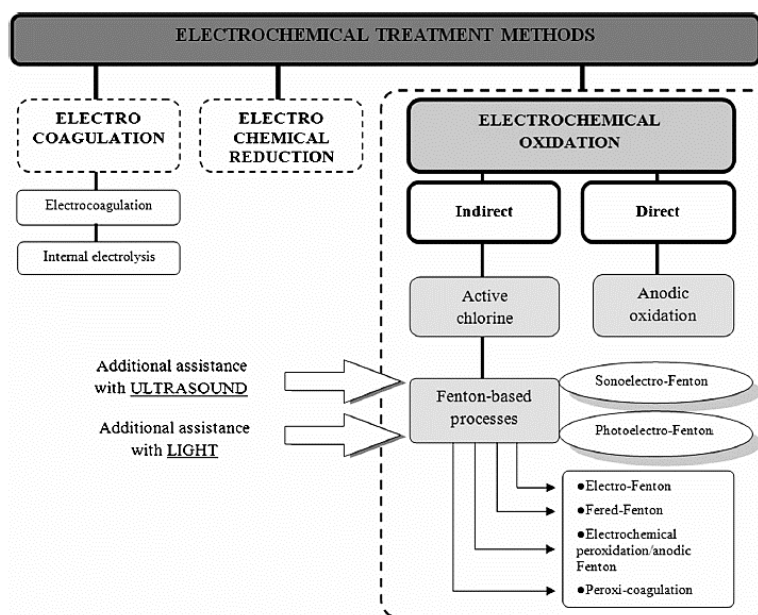 ELECTROCHEMICAL TREATMENT METHODS
ELECTRO
COAGULATION
ELECTRO
CHEMICAL
REDUCTION
ELECTROCHEMICAL
OXIDATION
Electrocoagulation
Internal electrolysis
Indirect
Direct
Active
chlorine
Anodic
oxidation
Additional assistance
with ULTRASOUND
Additional assistance
with LIGHT
Fenton-based
processes
Sonoelectro-Fenton
Photoelectro-Fenton
●Electro-Fenton
●Fered-Fenton
●Electrochemical
peroxidation/anodic
Fenton
●Peroxi-coagulation